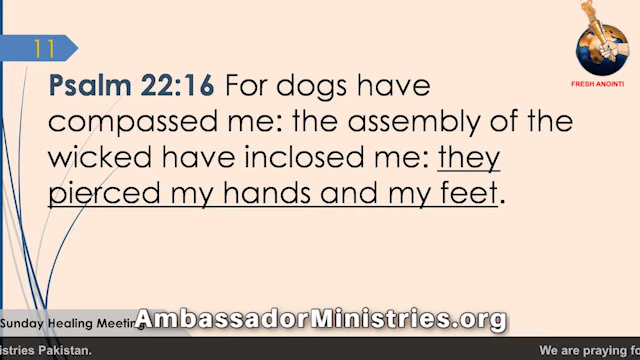 11
FRESH ANOINTI
Psalm 22:16 For dogs have
compassed me: the assembly of the
wicked have inclosed me: they
pierced my hands and my feet.
Sunday Healing Meeting
AmbassadorMinistries.org
istries Pakistan.
We are praying fo